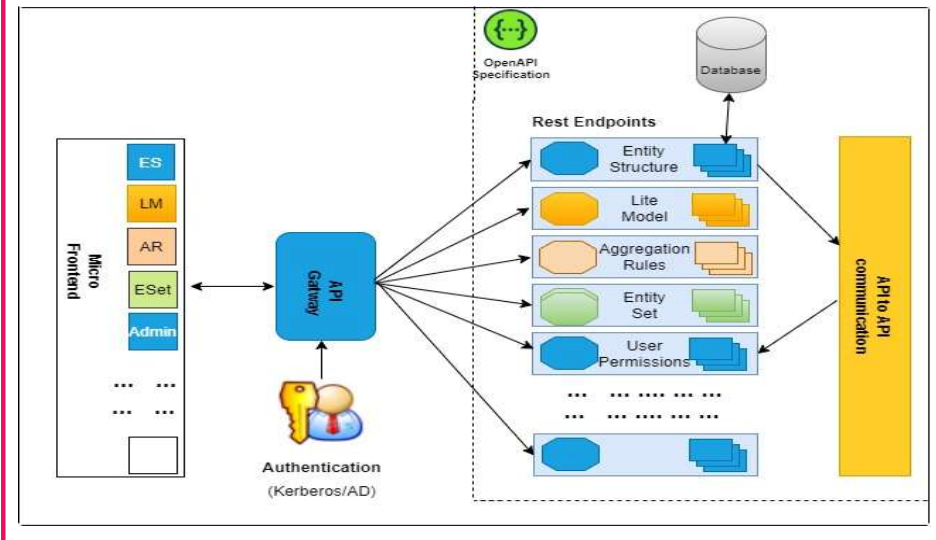 {...}
OpenAPI
Specification
Database
Rest Endpoints
ES
LM
AR
ESet
Admin
... ...
... ...
Micro
Frontend
API
Gatway
Authentication
(Kerberos/AD)
Entity
Structure
Lite
Model
Aggregation
Rules
Entity
Set
User
Permissions
... ... .... ... ...
... ... .... ... ...
API to API
communication